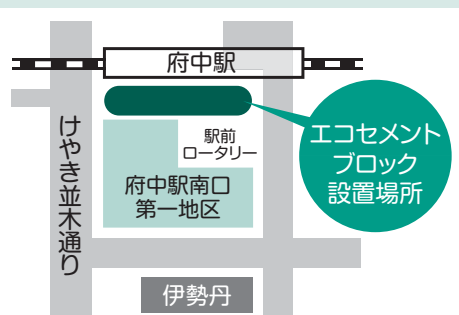 府中駅
駅前
ロータリー
エコセメント
ブロック
設置場所
けやき並木通り
府中駅南口
第一地区
伊勢丹